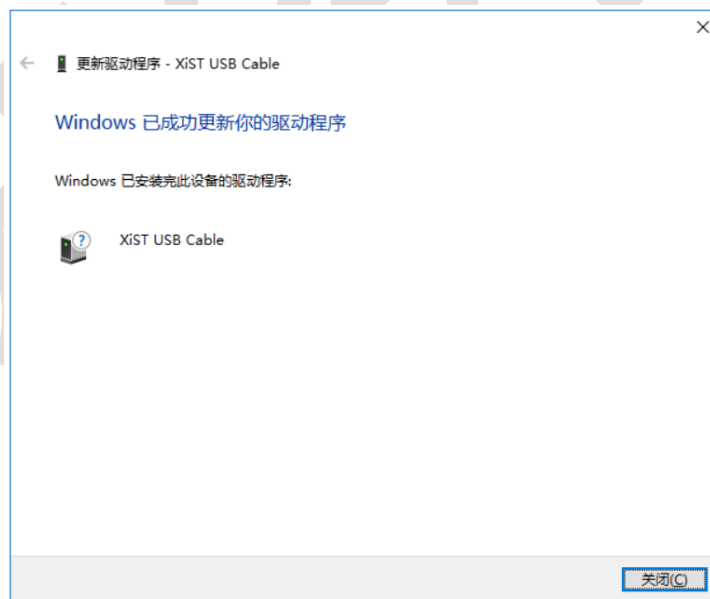 更新驱动程序 - XiST USB Cable
Windows 已成功更新你的驱动程序
Windows 已安装完此设备的驱动程序:
XiST USB Cable
关闭(C)